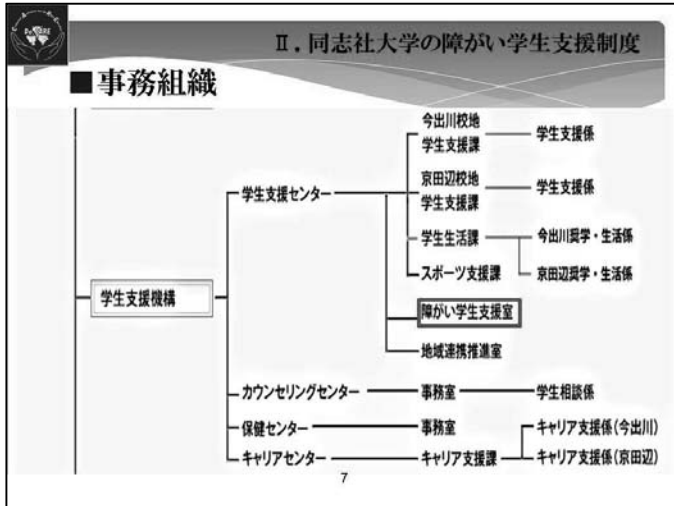 Ⅱ.同志社大学の障がい学生支援制度
■事務組織
学生支援機構
学生支援センター
今出川校地
学生支援課
学生支援係
京田辺校地
学生支援課
学生支援係
学生生活課
今出川奨学・生活係
京田辺奨学・生活係
スポーツ支援課
障がい学生支援室
地域連携推進室
カウンセリングセンター
事務室
学生相談係
保健センター
事務室
キャリアセンター
キャリア支援課
キャリア支援係(今出川)
キャリア支援係(京田辺)
7